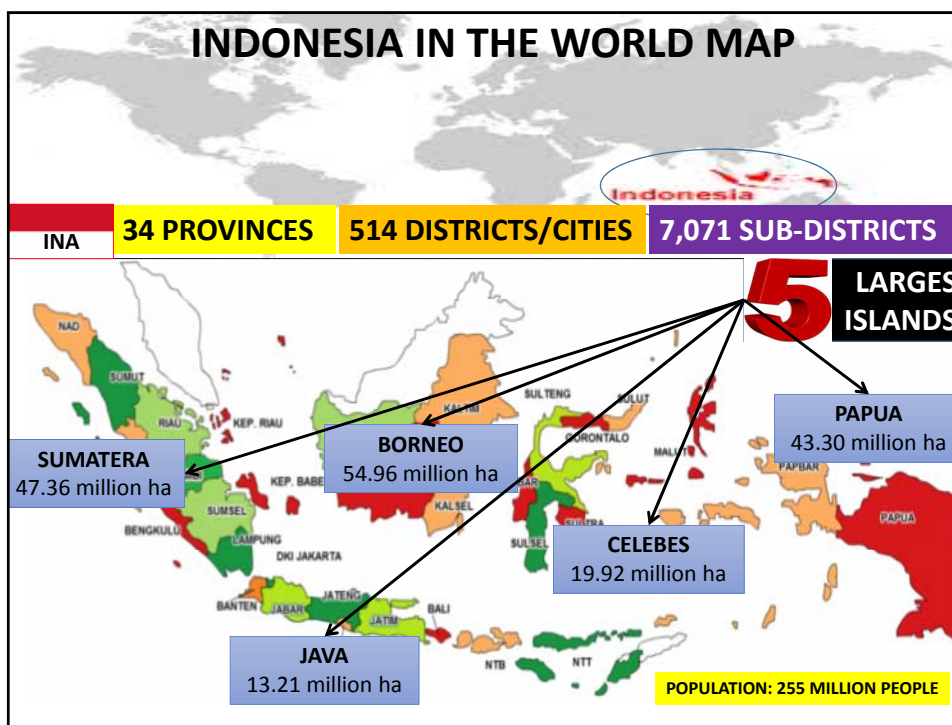 INDONESIA IN THE WORLD MAP
Indonesia
INA
34 PROVINCES
514 DISTRICTS/CITIES
7,071 SUB-DISTRICTS
5
LARGES
ISLANDS
NAD
SUMUT
RIAU
KEP. RIAU
SUMATERA
47.36 million ha
KEP. BABE
SUMSEL
BENGKULU
LAMPUNG
DKI JAKARTA
KALTIM
BORNEO
54.96 million ha
KALSEL
SULTENG
SULUT
GORONTALO
BAR
SULTRA
SULSEL
MALUT
CELEBES
19.92 million ha
PAPUA
43.30 million ha
PAPBAR
PAPUA
BANTEN
JABAR
JATENG
JATIM
BALI
NTB
NTT
JAVA
13.21 million ha
POPULATION: 255 MILLION PEOPLE